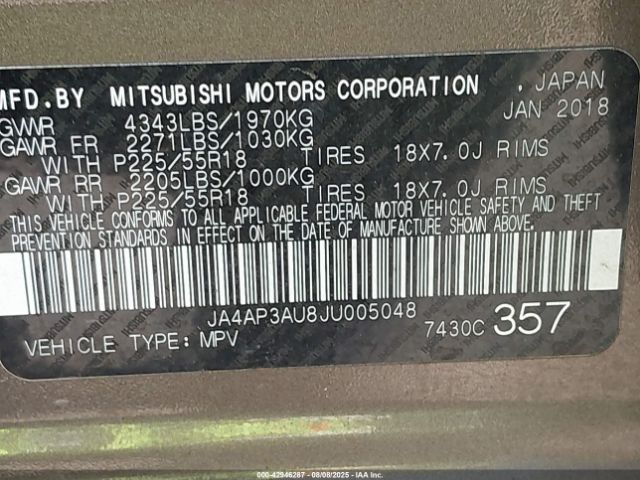 MFD.BY MITSUBISHI MOTORS CORPORATION . JAPAN
JAN 2018
GVWR 4343LBS/1970KG
GAWR FR 2271LBS/1030KG
WITH P225/55R18 TIRES 18X7.0J RIMS
GAWR RR 2205LBS/1000KG
WITH P225/55R18 TIRES 18X7.0J RIMS
THIS VEHICLE CONFORMS TO ALL APPLICABLE FEDERAL MOTOR VEHICLE SAFETY AND THEFT
PREVENTION STANDARDS IN EFFECT ON THE DATE OF MANUFACTURE SHOWN ABOVE.
JA4AP3AU8JU005048
7430C 357
VEHICLE TYPE:MPV
000-42946287 - 08/08/2025 - IAAI.com